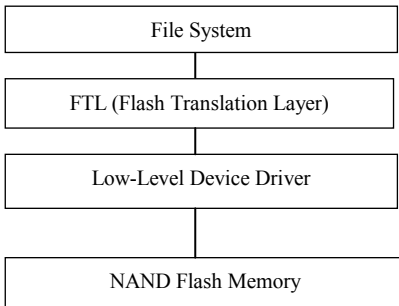 File System
FTL (Flash Translation Layer)
Low-Level Device Driver
NAND Flash Memory